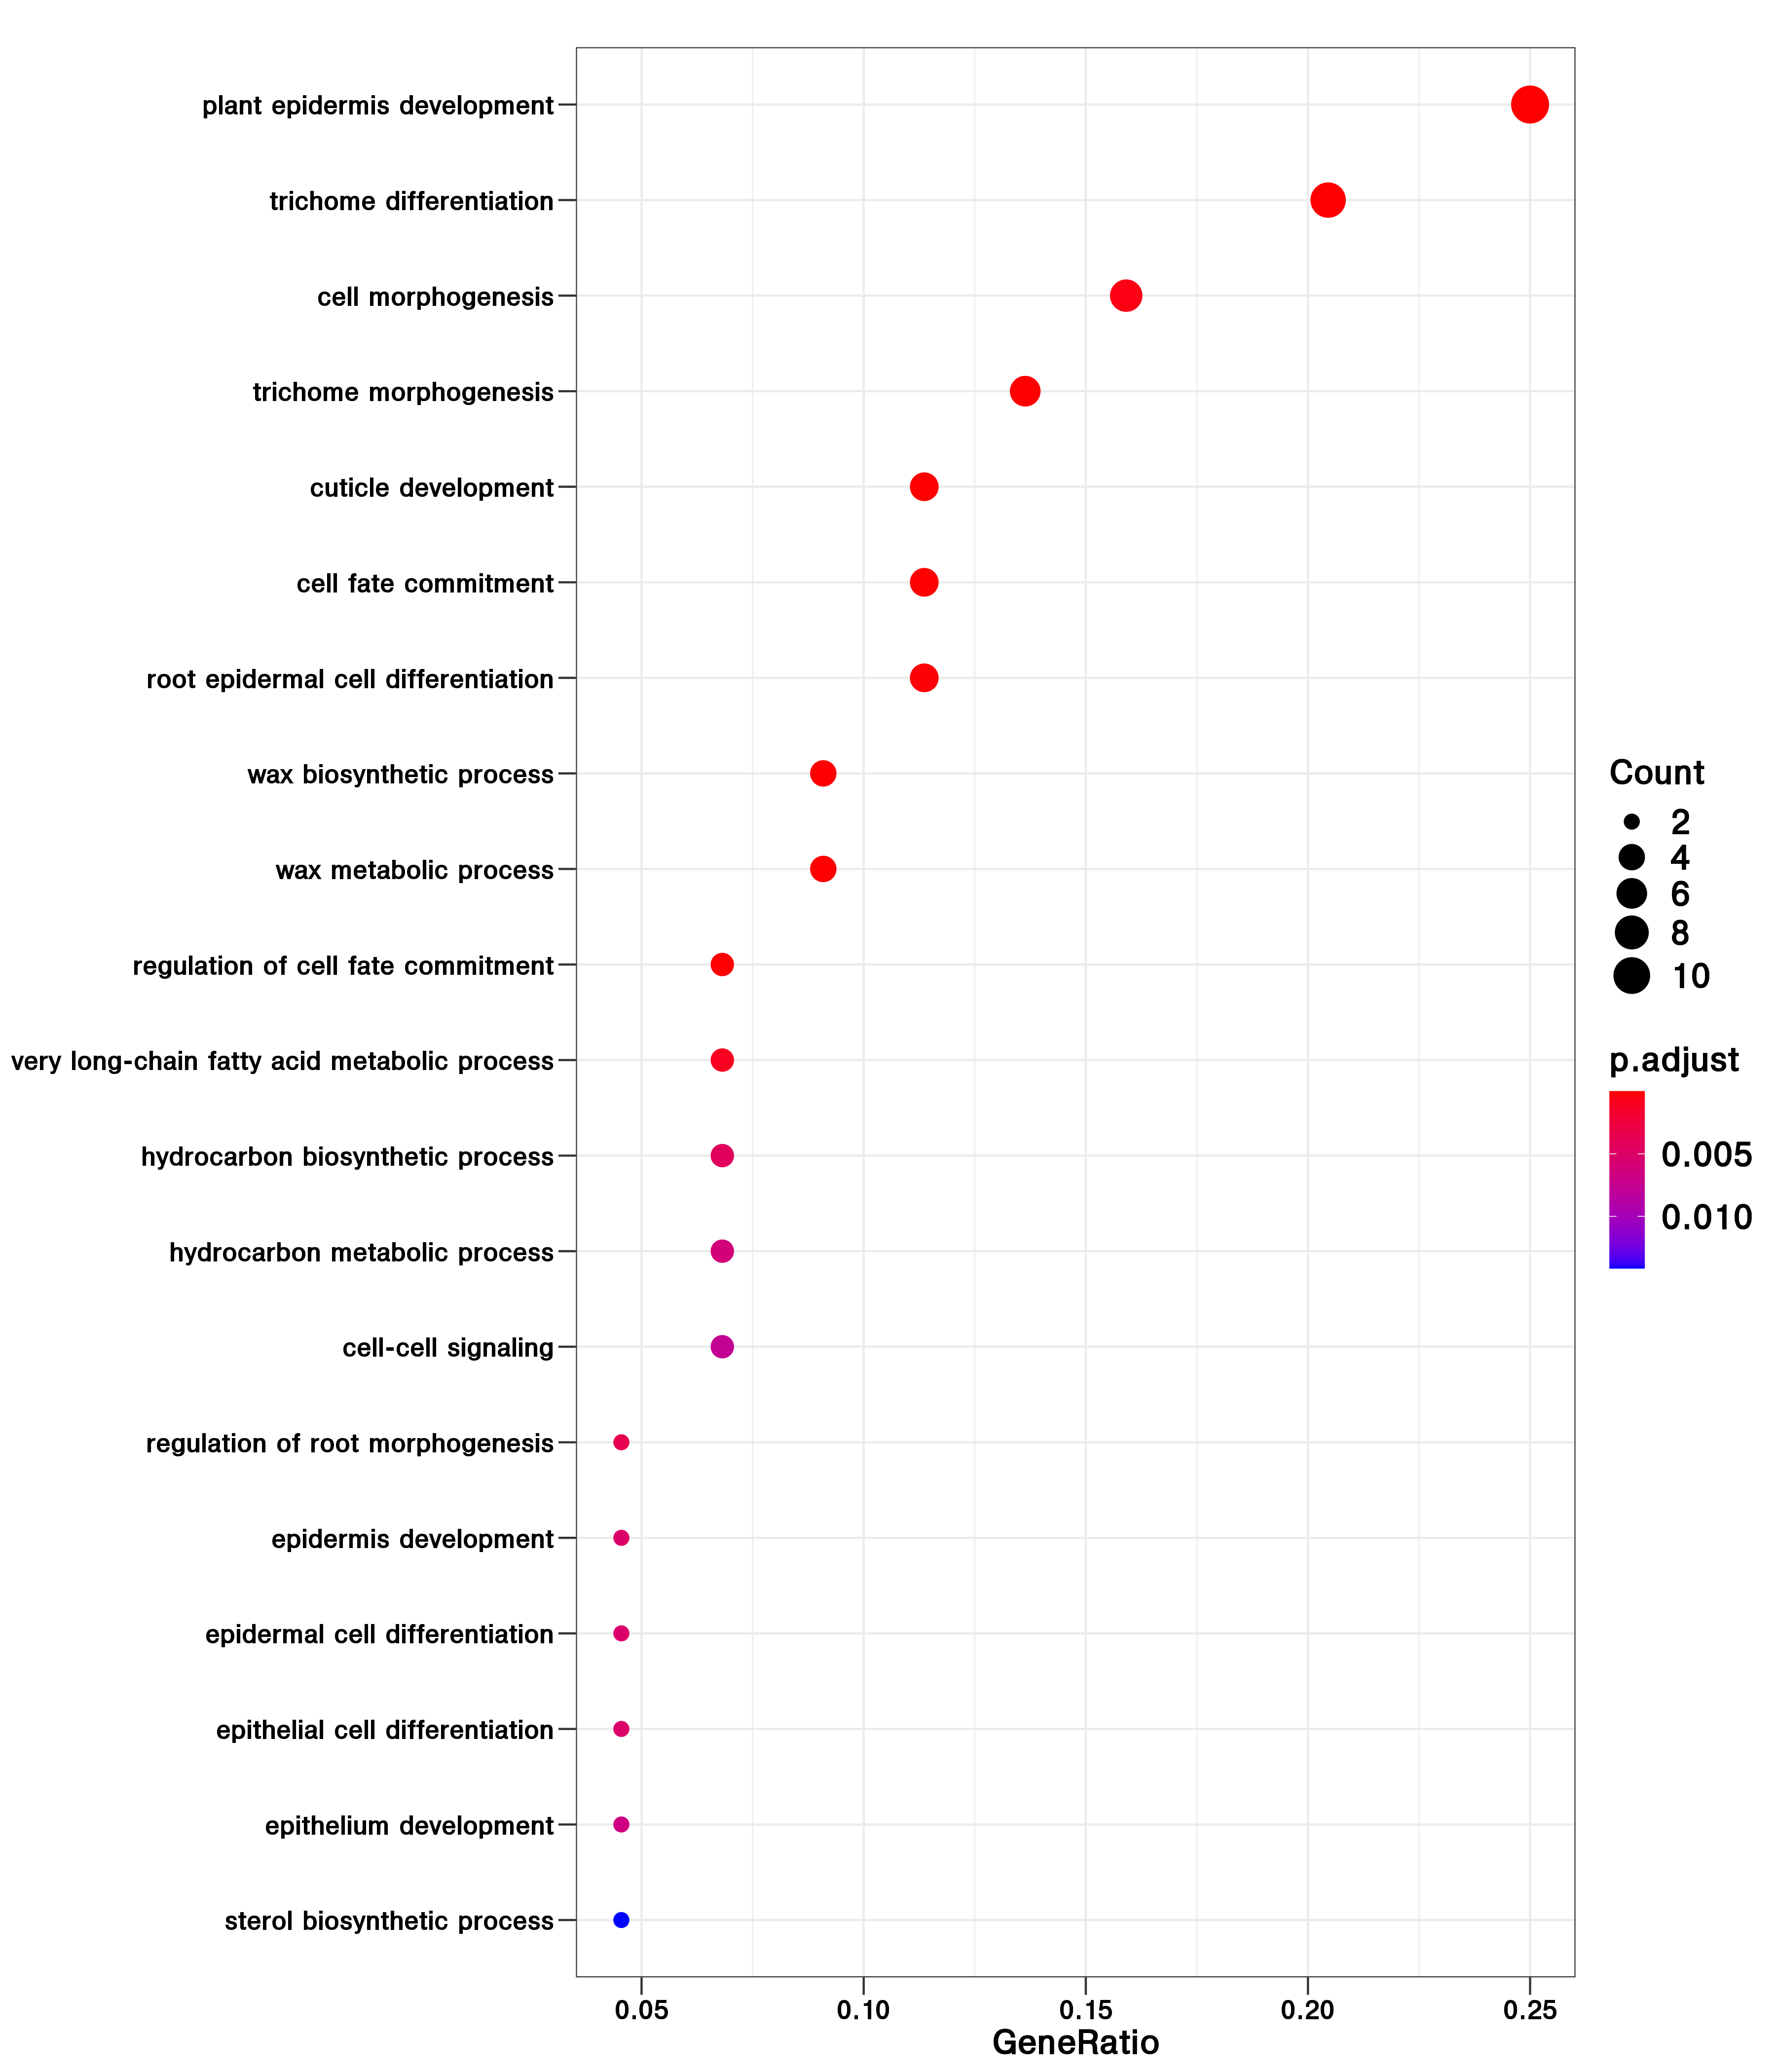 plant epidermis development
trichome differentiation
cell morphogenesis
trichome morphogenesis
cuticle development
cell fate commitment
root epidermal cell differentiation
wax biosynthetic process
wax metabolic process
regulation of cell fate commitment
very long-chain fatty acid metabolic process
hydrocarbon biosynthetic process
hydrocarbon metabolic process
cell-cell signaling
regulation of root morphogenesis
epidermis development
epidermal cell differentiation
epithelial cell differentiation
epithelium development
sterol biosynthetic process
0.05 0.10 0.15 0.20 0.25
GeneRatio
Count
2
4
6
8
10
p.adjust
0.005
0.010